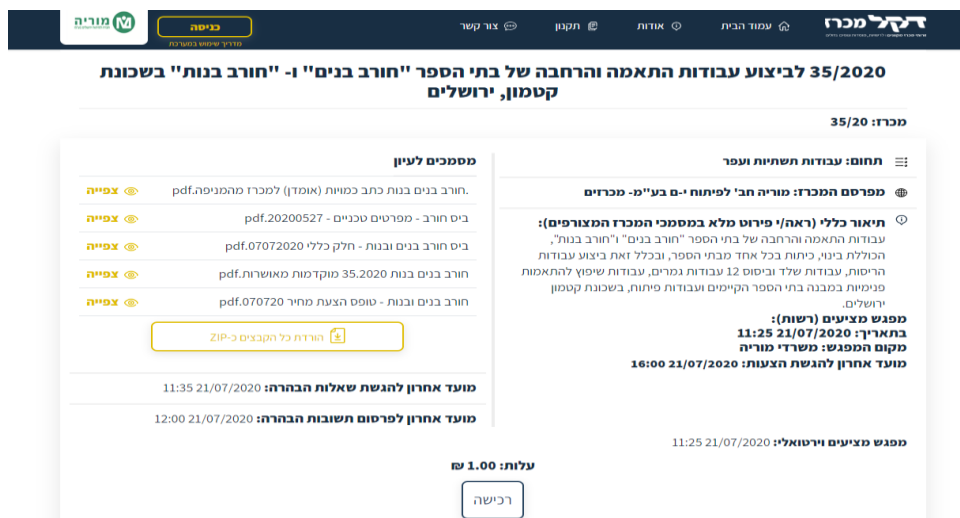 דקל מכרז
עמוד הבית
אודות
תקנון
צור קשר
כניסה
מדריך שימוש במערכת
מוריה
35/2020 לביצוע עבודות התאמה והרחבה של בתי הספר "חורב בנים" ו- "חורב בנות" בשכונת
קטמון, ירושלים
מכרז: 35/20
תחום: עבודות תשתיות ועפר
מפרסם המכרז: מוריה חב' לפיתוח י-ם בע"מ- מכרזים
תיאור כללי (ראה/י פירוט מלא במסמכי המכרז המצורפים):
עבודות התאמה והרחבה של בתי הספר "חורב בנים" ו"חורב בנות",
הכוללת בינוי, כיתות בכל אחד מבתי הספר, ובכלל זאת ביצוע עבודות
הריסות, עבודות שלד וביסוס 12 עבודות גמרים, עבודות שיפוץ להתאמות
פנימיות במבנה בתי הספר הקיימים ועבודות פיתוח, בשכונת קטמון
ירושלים.
מפגש מציעים (רשות):
בתאריך: 21/07/2020 11:25
מקום המפגש: משרדי מוריה
מועד אחרון להגשת הצעות: 21/07/2020 16:00
מסמכים לעיון
חורב בנים בנות כתב כמויות (אומדן) למכרז מהמניפה.pdf. צפייה
ביס חורב - מפרטים טכניים - 20200527.pdf צפייה
ביס חורב בנים ובנות - חלק כללי 07072020.pdf צפייה
חורב בנים בנות 35.2020 מוקדמות מאושרות.pdf צפייה
חורב בנים ובנות - טופס הצעת מחיר 070720.pdf צפייה
הורדת כל הקבצים כ-ZIP
מועד אחרון להגשת שאלות הבהרה: 21/07/2020 11:35
מועד אחרון לפרסום תשובות הבהרה: 21/07/2020 12:00
מפגש מציעים וירטואלי: 21/07/2020 11:25
עלות: 1.00 ₪
רכישה